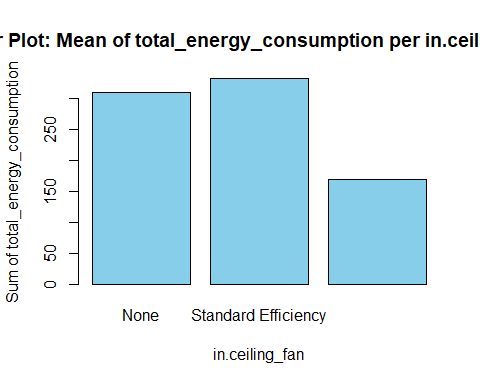 r Plot: Mean of total_energy_consumption per in.ceil
Sum of total_energy_consumption
250
150
50
0
None Standard Efficiency
in.ceiling_fan